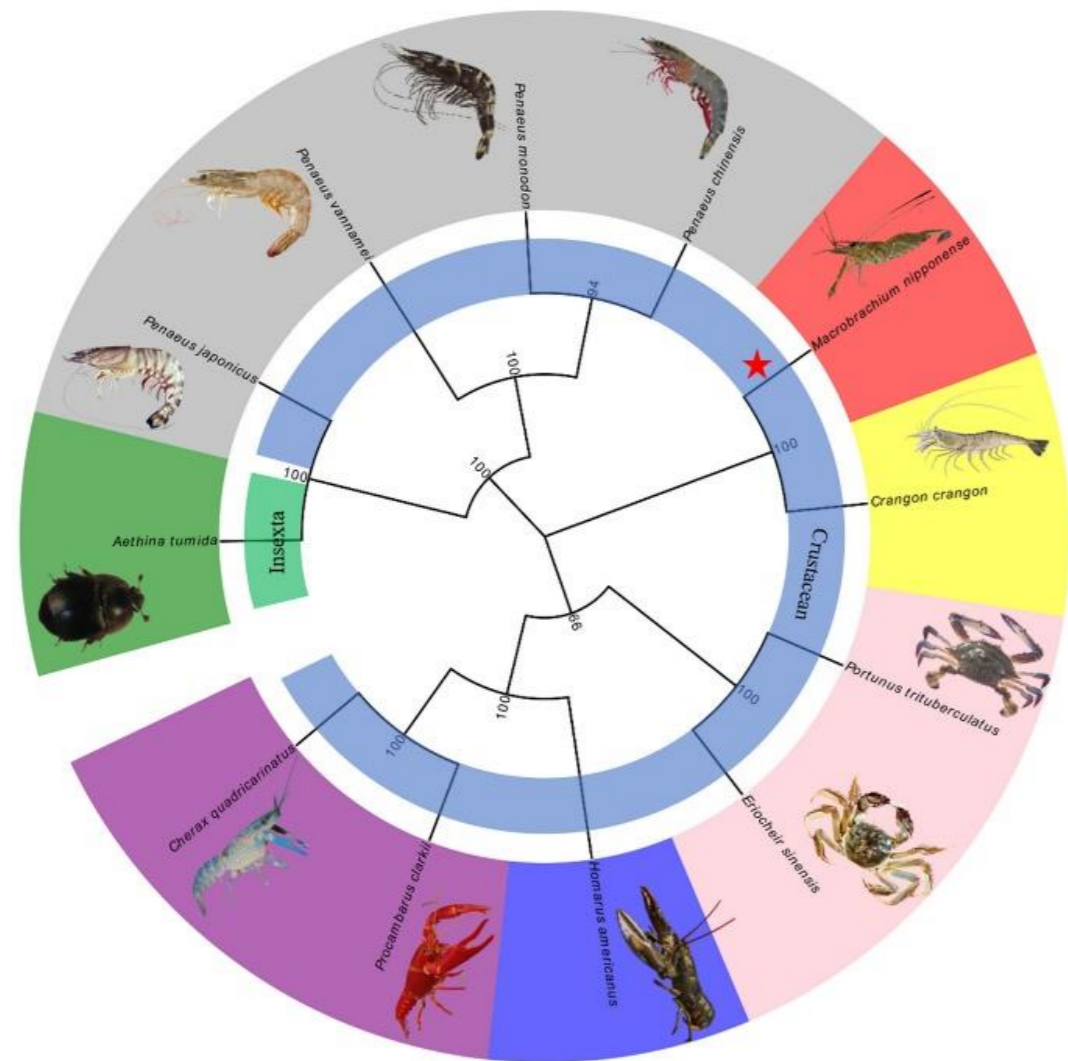 Penaeus monodon
Penaeus chinensis
Penaeus vannamei
Macrobrachium nipponense
Penaeus japonicus
94
100
100
100
100
Crangon crangon
Aethina tumida
Insexta
Crustacean
Portunus trituberculatus
66
100
100
100
Eriocheir sinensis
Cherax quadricarinatus
Procambarus clarkii
Homarus americanus